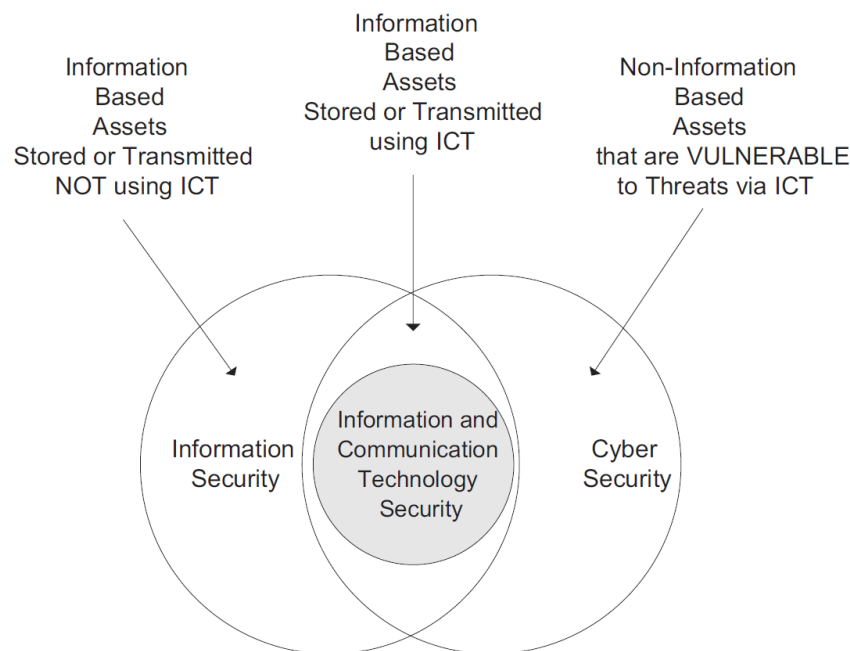 Information
Based
Assets
Stored or Transmitted
NOT using ICT
Information
Based
Assets
Stored or Transmitted
using ICT
Non-Information
Based
Assets
that are VULNERABLE
to Threats via ICT
Information
Security
Information and
Communication
Technology
Security
Cyber
Security